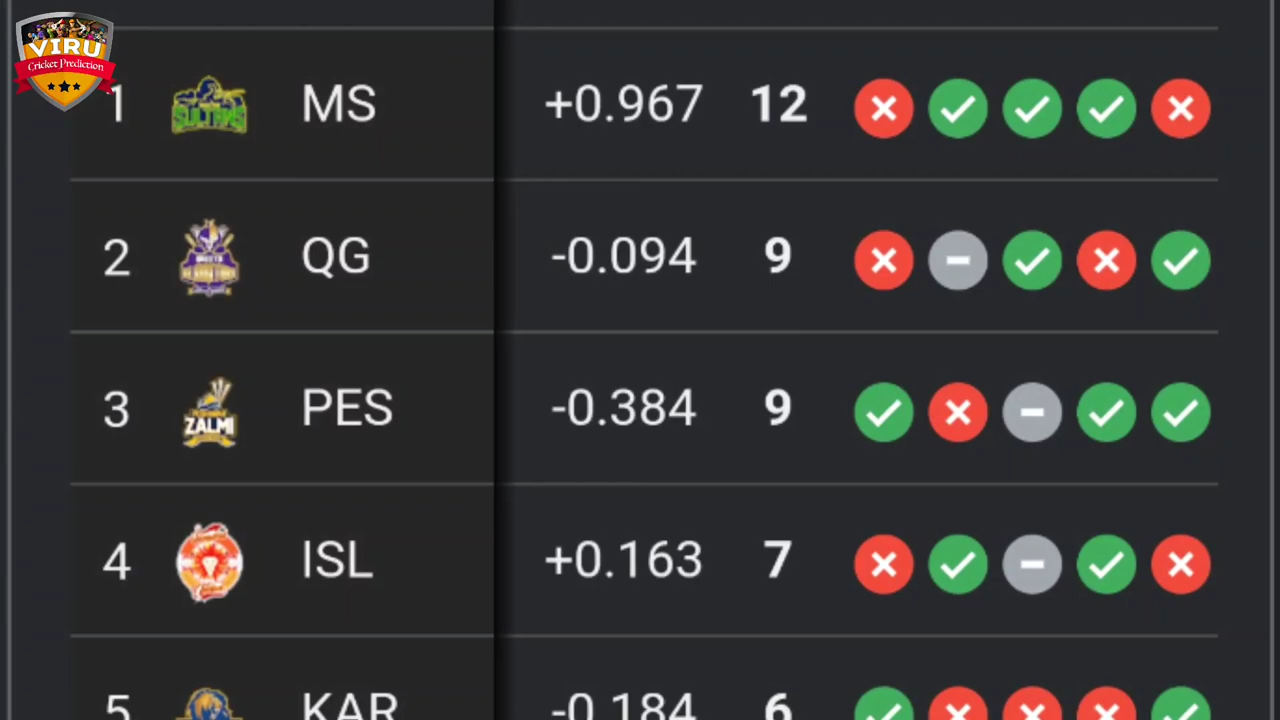 VIRU
Cricket Prediction
1 SULTANS MS +0.967 12
2 QG -0.094 9
3 ZALMI PES -0.384 9
4 ISL +0.163 7
5 KAR -0.184 6